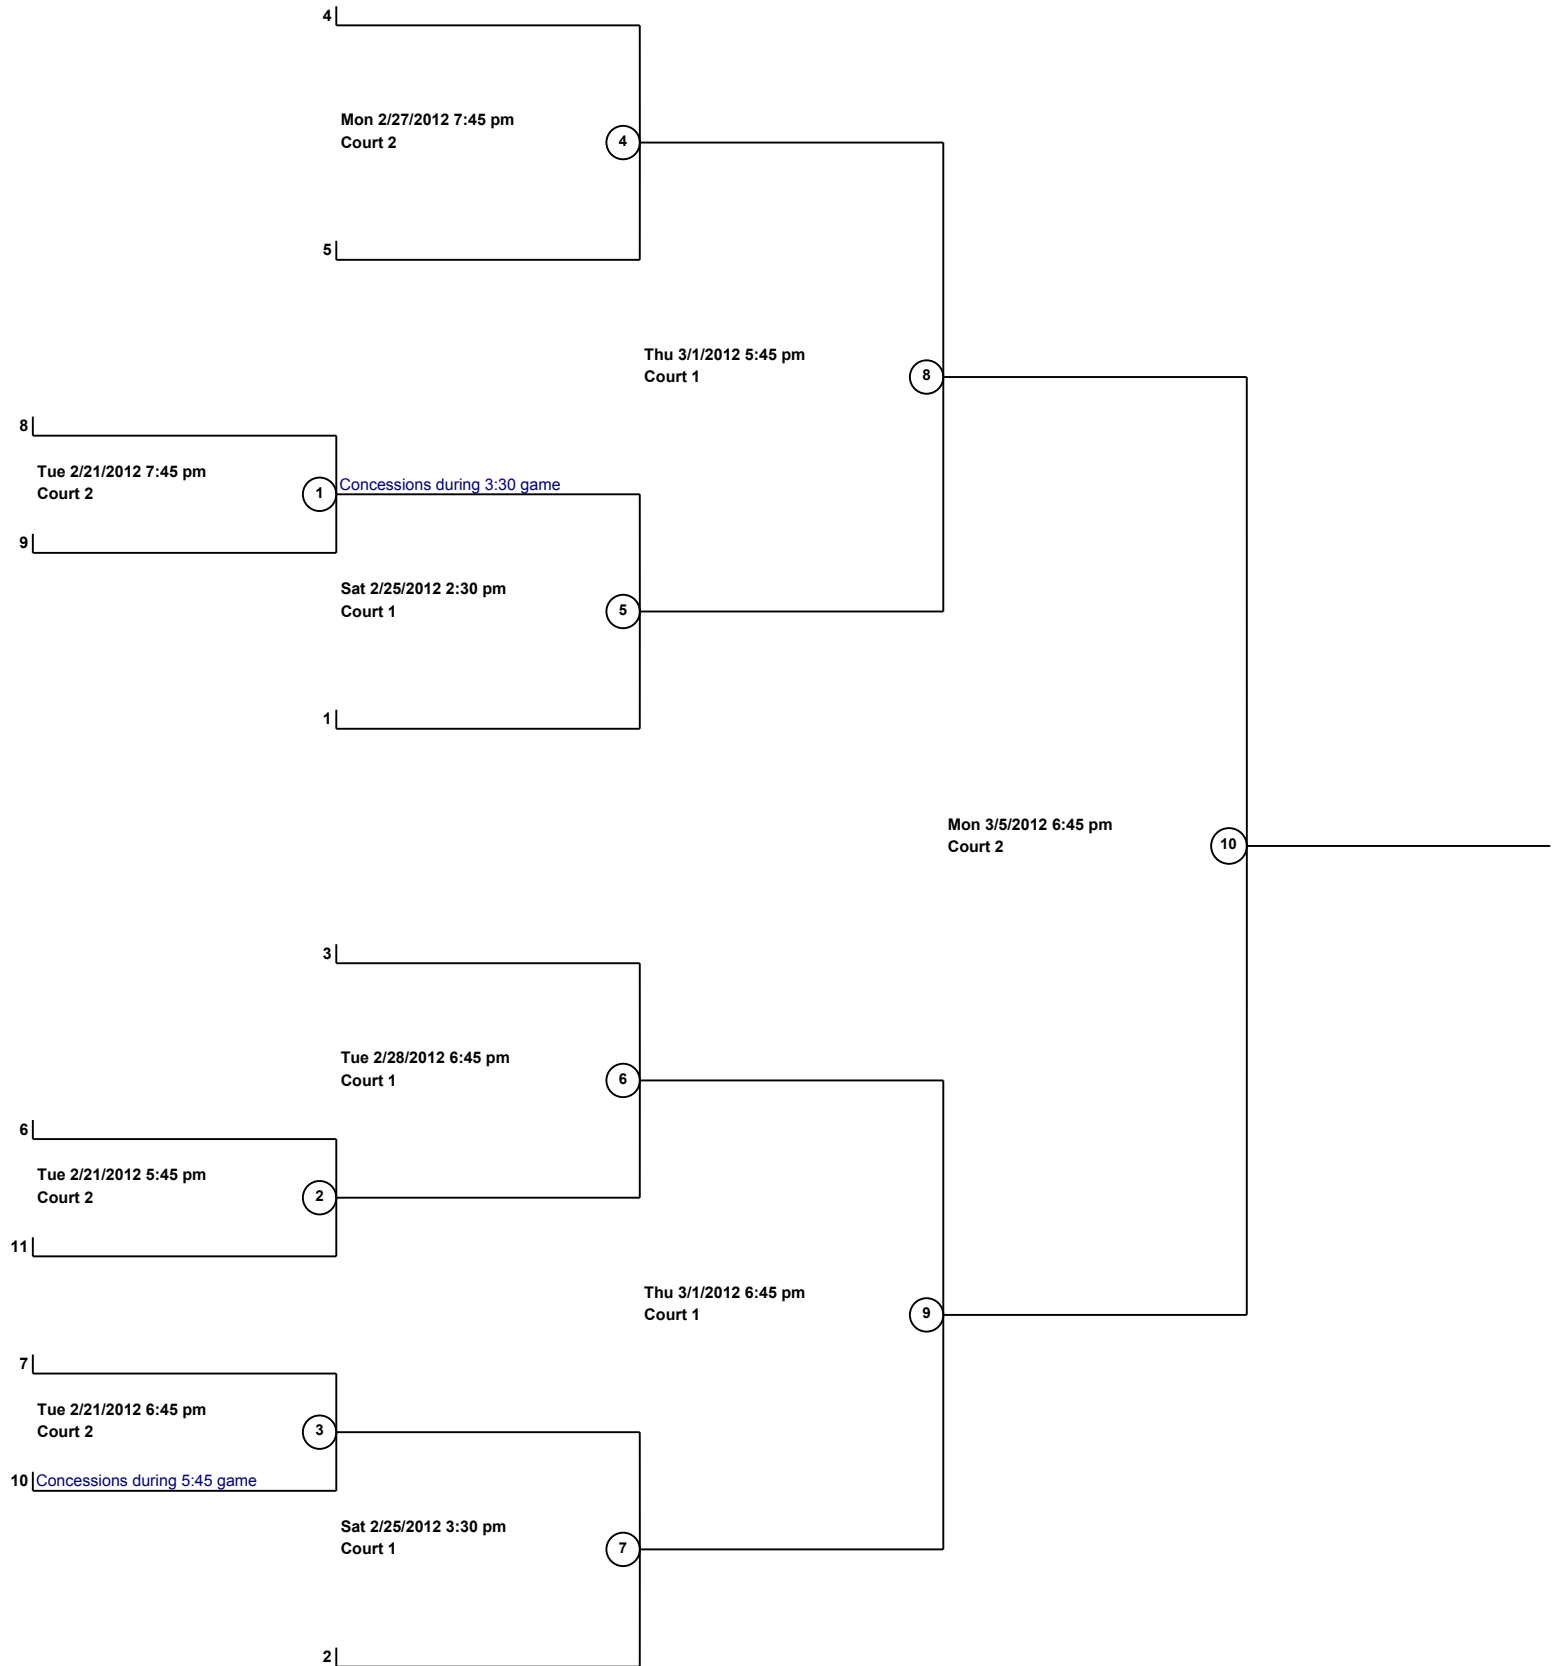 4
Mon 2/27/2012 7:45 pm
Court 2
4
5
Thu 3/1/2012 5:45 pm
Court 1
8
8
Tue 2/21/2012 7:45 pm
Court 2
1
Concessions during 3:30 game
9
Sat 2/25/2012 2:30 pm
Court 1
5
1
Mon 3/5/2012 6:45 pm
Court 2
10
3
Tue 2/28/2012 6:45 pm
Court 1
6
6
Tue 2/21/2012 5:45 pm
Court 2
2
11
Thu 3/1/2012 6:45 pm
Court 1
9
7
Tue 2/21/2012 6:45 pm
Court 2
3
10 Concessions during 5:45 game
Sat 2/25/2012 3:30 pm
Court 1
7
2